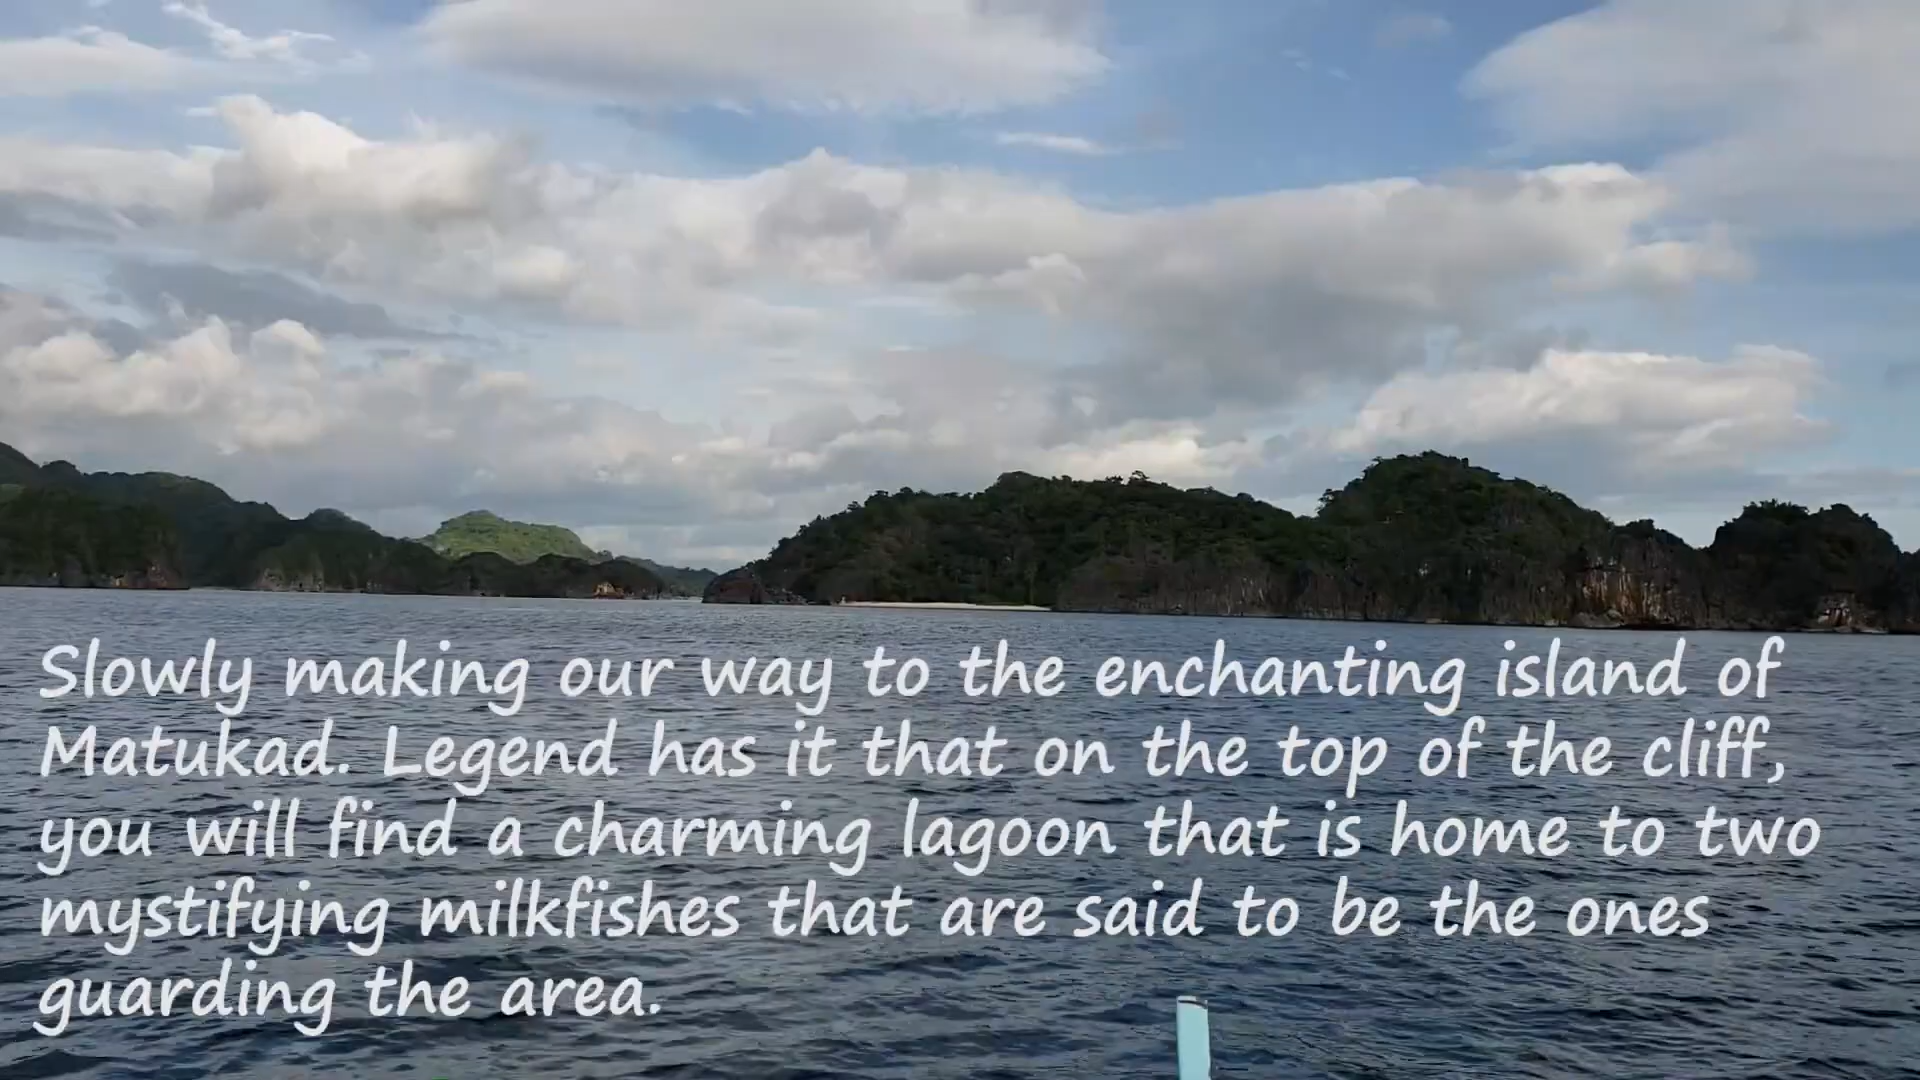 Slowly making our way to the enchanting island of
Matukad. Legend has it that on the top of the cliff,
you will find a charming lagoon that is home to two
mystifying milkfishes that are said to be the ones
guarding the area.